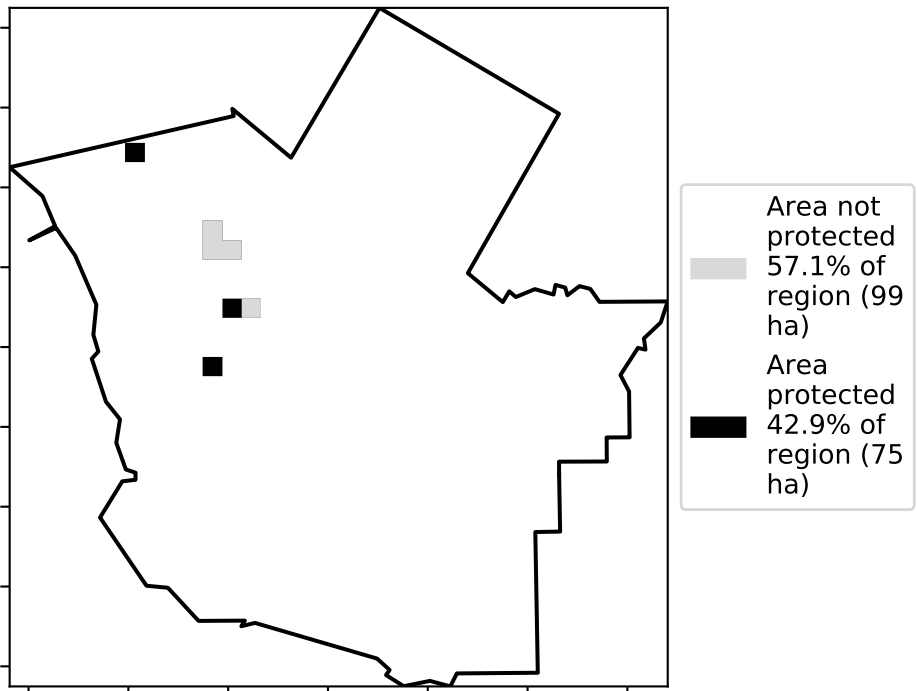 Area not
protected
57.1% of
region (99
ha)
Area
protected
42.9% of
region (75
ha)